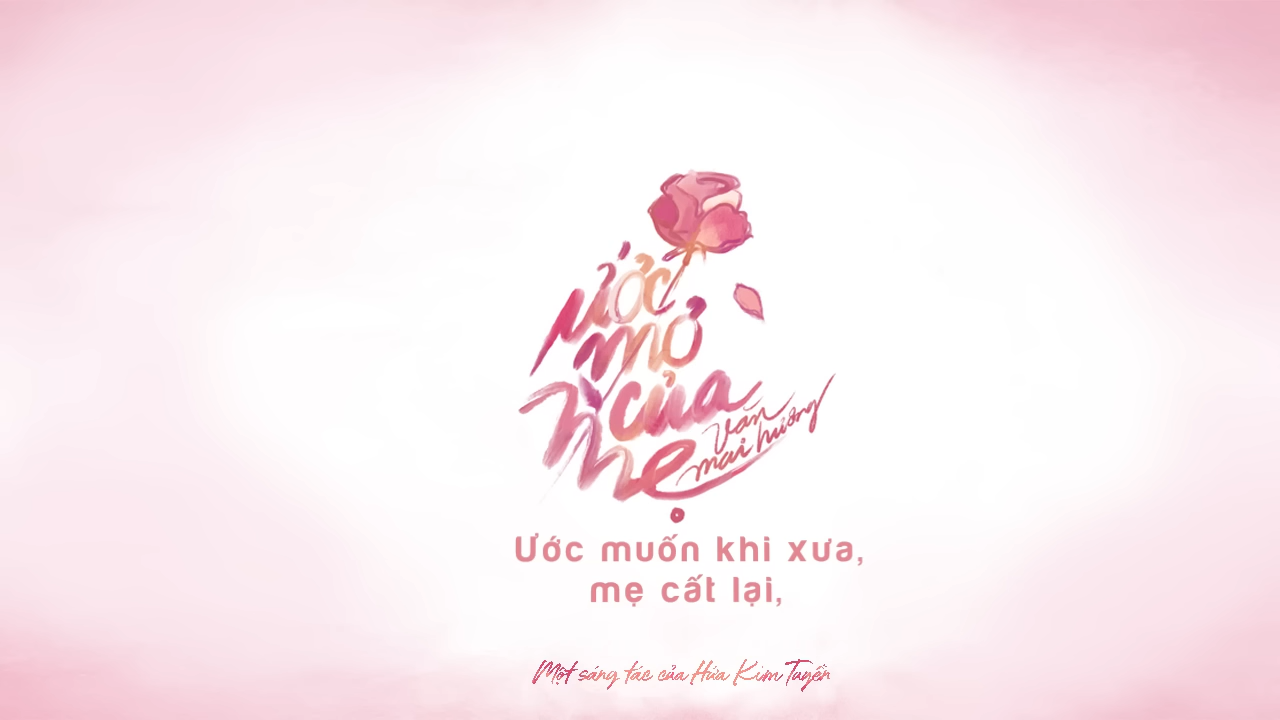 ước
mơ
của
mẹ
văn
mai hương
Ước muốn khi xưa,
mẹ cất lại,
Một sáng tác của Hứa Kim Tuyền